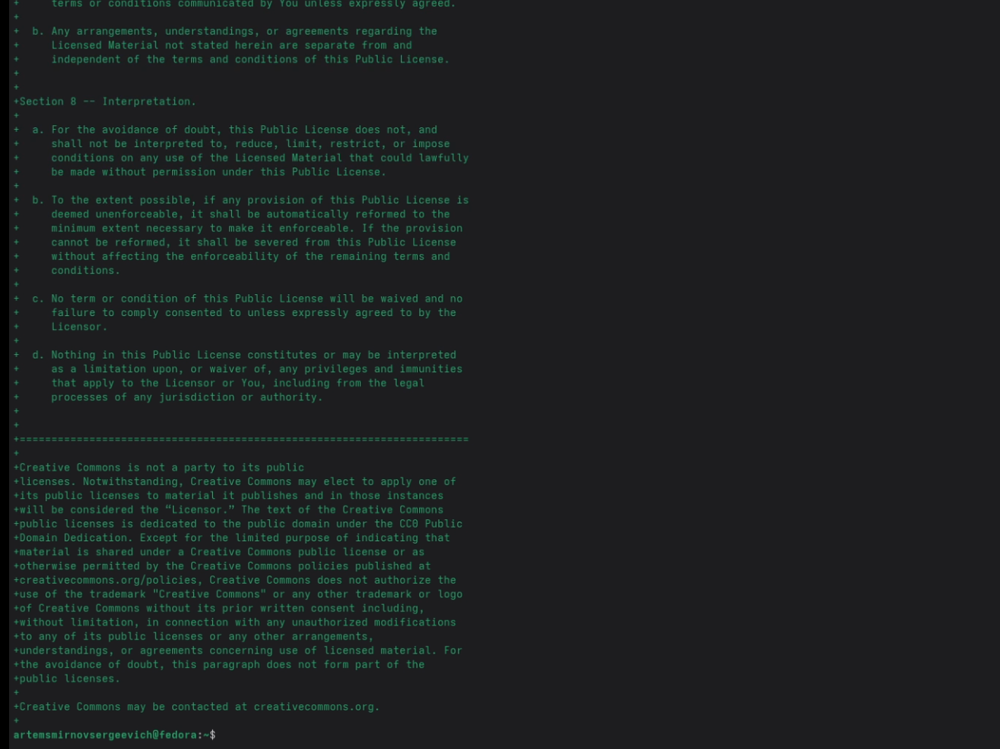 +     terms or conditions communicated by You unless expressly agreed.
+
+  b. Any arrangements, understandings, or agreements regarding the
+     Licensed Material not stated herein are separate from and
+     independent of the terms and conditions of this Public License.
+
+
+Section 8 -- Interpretation.
+
+  a. For the avoidance of doubt, this Public License does not, and
+     shall not be interpreted to, reduce, limit, restrict, or impose
+     conditions on any use of the Licensed Material that could lawfully
+     be made without permission under this Public License.
+
+  b. To the extent possible, if any provision of this Public License is
+     deemed unenforceable, it shall be automatically reformed to the
+     minimum extent necessary to make it enforceable. If the provision
+     cannot be reformed, it shall be severed from this Public License
+     without affecting the enforceability of the remaining terms and
+     conditions.
+
+  c. No term or condition of this Public License will be waived and no
+     failure to comply consented to unless expressly agreed to by the
+     Licensor.
+
+  d. Nothing in this Public License constitutes or may be interpreted
+     as a limitation upon, or waiver of, any privileges and immunities
+     that apply to the Licensor or You, including from the legal
+     processes of any jurisdiction or authority.
+
+
+=======================================================================
+
+Creative Commons is not a party to its public
+licenses. Notwithstanding, Creative Commons may elect to apply one of
+its public licenses to material it publishes and in those instances
+will be considered the “Licensor.” The text of the Creative Commons
+public licenses is dedicated to the public domain under the CC0 Public
+Domain Dedication. Except for the limited purpose of indicating that
+material is shared under a Creative Commons public license or as
+otherwise permitted by the Creative Commons policies published at
+creativecommons.org/policies, Creative Commons does not authorize the
+use of the trademark "Creative Commons" or any other trademark or logo
+of Creative Commons without its prior written consent including,
+without limitation, in connection with any unauthorized modifications
+to any of its public licenses or any other arrangements,
+understandings, or agreements concerning use of licensed material. For
+the avoidance of doubt, this paragraph does not form part of the
+public licenses.
+
+Creative Commons may be contacted at creativecommons.org.
+
artemsmirnovsergeevich@fedora:~$